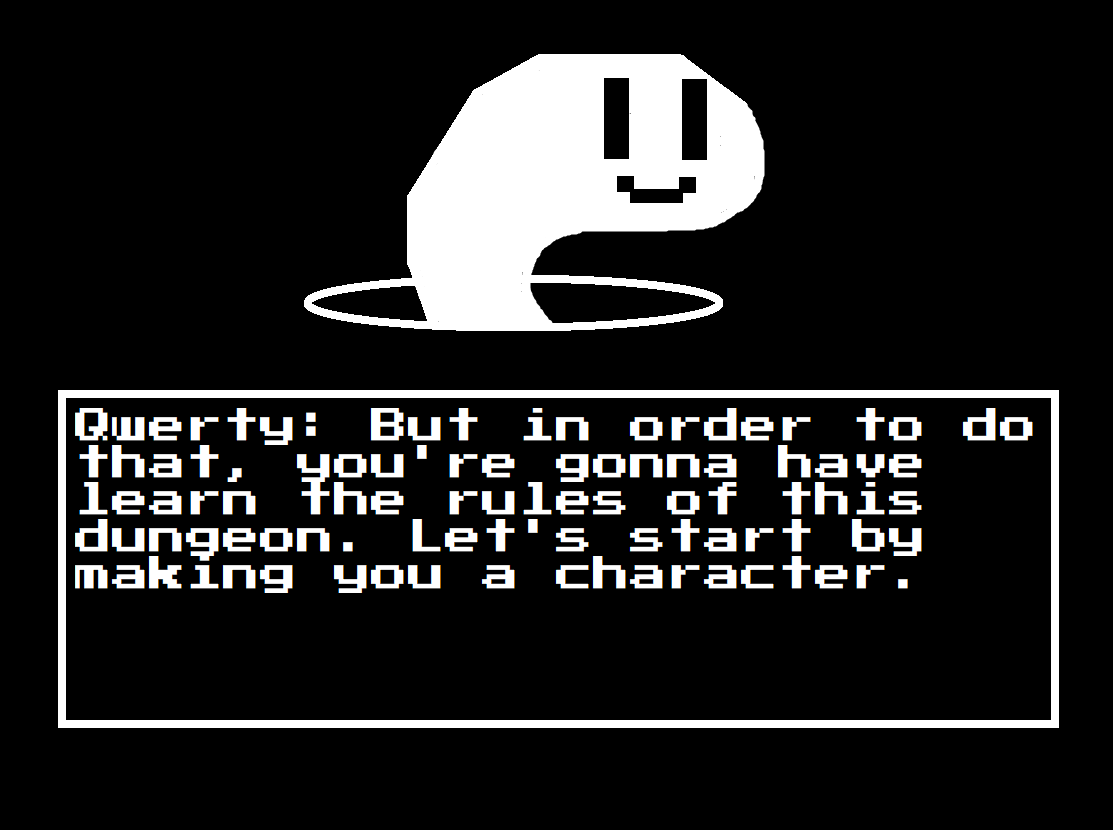 Qwerty: But in order to do
that, you're gonna have
learn the rules of this
dungeon. Let's start by
making you a character.